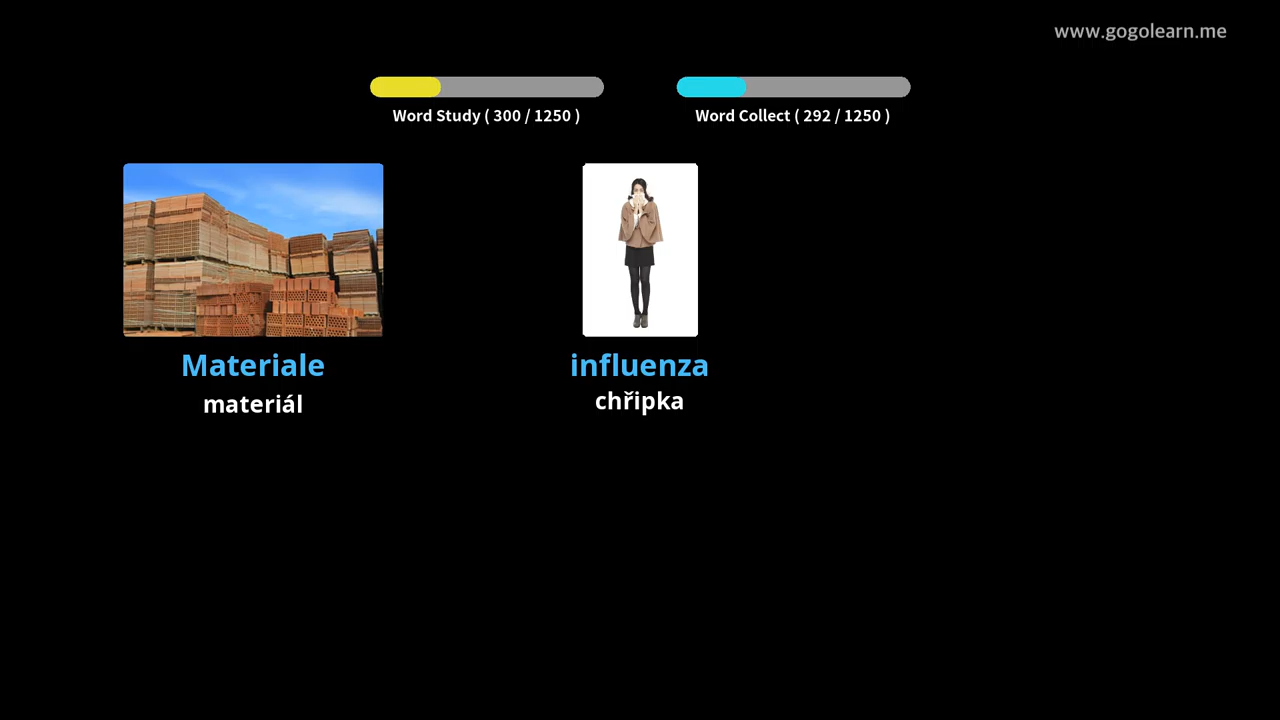 www.gogolearn.me
Word Study ( 300 / 1250 )
Word Collect ( 292 / 1250 )
Materiale
materiál
influenza
chřipka